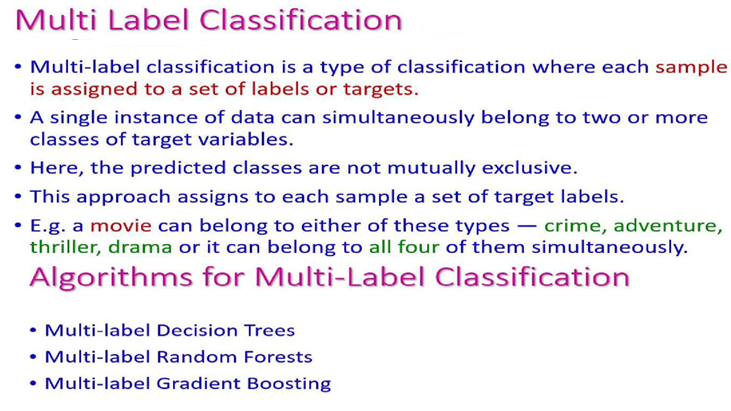 Multi Label Classification
• Multi-label classification is a type of classification where each sample
is assigned to a set of labels or targets.
• A single instance of data can simultaneously belong to two or more
classes of target variables.
• Here, the predicted classes are not mutually exclusive.
• This approach assigns to each sample a set of target labels.
• E.g. a movie can belong to either of these types — crime, adventure,
thriller, drama or it can belong to all four of them simultaneously.
Algorithms for Multi-Label Classification
• Multi-label Decision Trees
• Multi-label Random Forests
• Multi-label Gradient Boosting